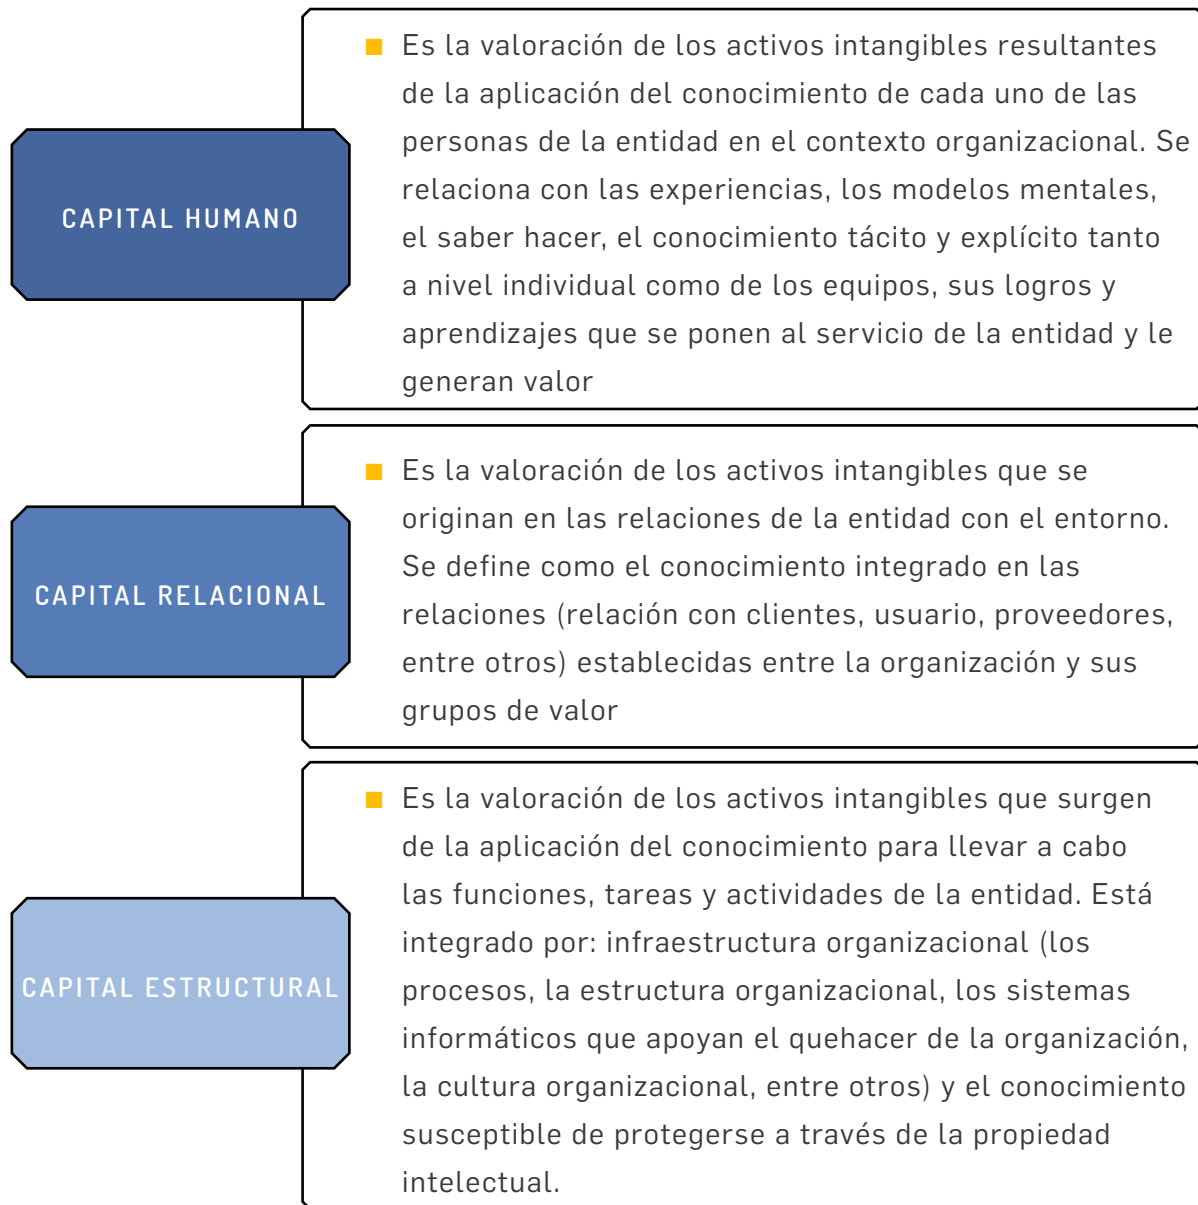 CAPITAL HUMANO
Es la valoración de los activos intangibles resultantes
de la aplicación del conocimiento de cada uno de las
personas de la entidad en el contexto organizacional. Se
relaciona con las experiencias, los modelos mentales,
el saber hacer, el conocimiento tácito y explícito tanto
a nivel individual como de los equipos, sus logros y
aprendizajes que se ponen al servicio de la entidad y le
generan valor
CAPITAL RELACIONAL
Es la valoración de los activos intangibles que se
originan en las relaciones de la entidad con el entorno.
Se define como el conocimiento integrado en las
relaciones (relación con clientes, usuario, proveedores,
entre otros) establecidas entre la organización y sus
grupos de valor
CAPITAL ESTRUCTURAL
Es la valoración de los activos intangibles que surgen
de la aplicación del conocimiento para llevar a cabo
las funciones, tareas y actividades de la entidad. Está
integrado por: infraestructura organizacional (los
procesos, la estructura organizacional, los sistemas
informáticos que apoyan el quehacer de la organización,
la cultura organizacional, entre otros) y el conocimiento
susceptible de protegerse a través de la propiedad
intelectual.